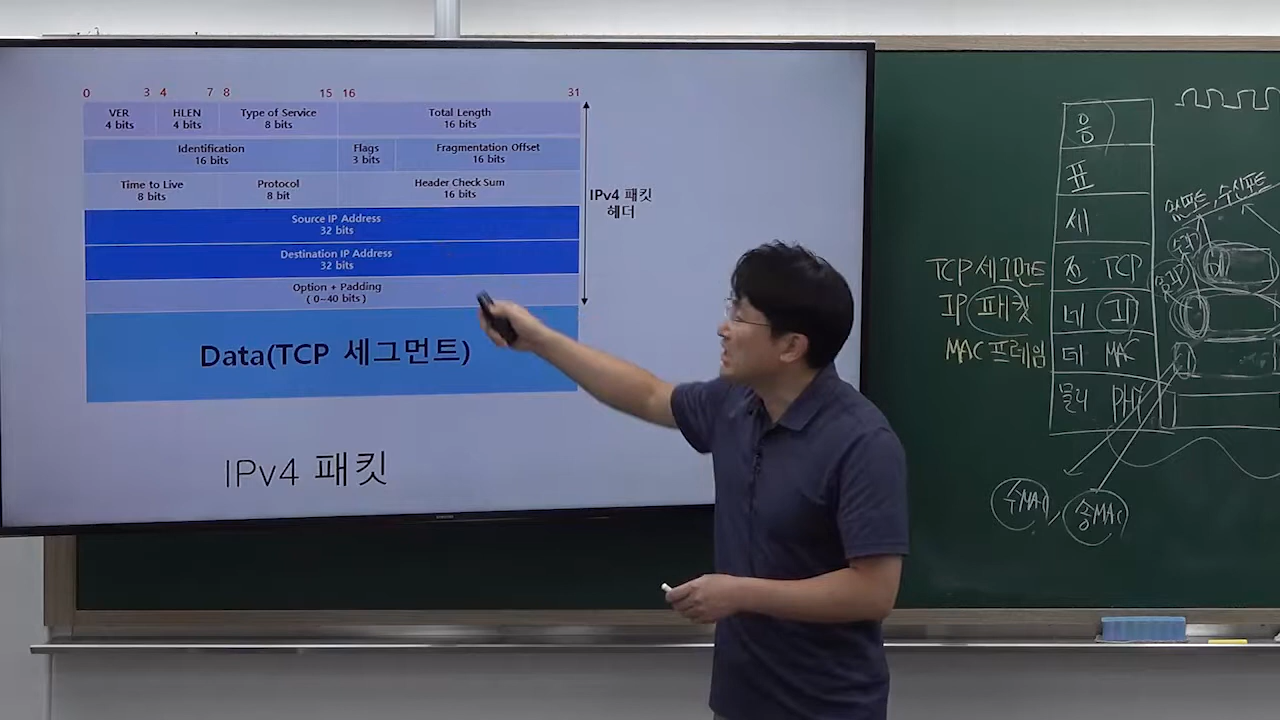 0 3 4 7 8 15 16 31
VER
4 bits
HLEN
4 bits
Type of Service
8 bits
Total Length
16 bits
Identification
16 bits
Flags
3 bits
Fragmentation Offset
16 bits
Time to Live
8 bits
Protocol
8 bit
Header Check Sum
16 bits
Source IP Address
32 bits
Destination IP Address
32 bits
Option + Padding
( 0~40 bits )
Data(TCP 세그먼트)
IPv4 패킷
헤더
IPv4 패킷
응
표
세
TCP 세그먼트
전 TCP
IP 패킷
네 IP
MAC 프레임
데 MAC
물리 PHY
수신포트
수MAC, 송MAC